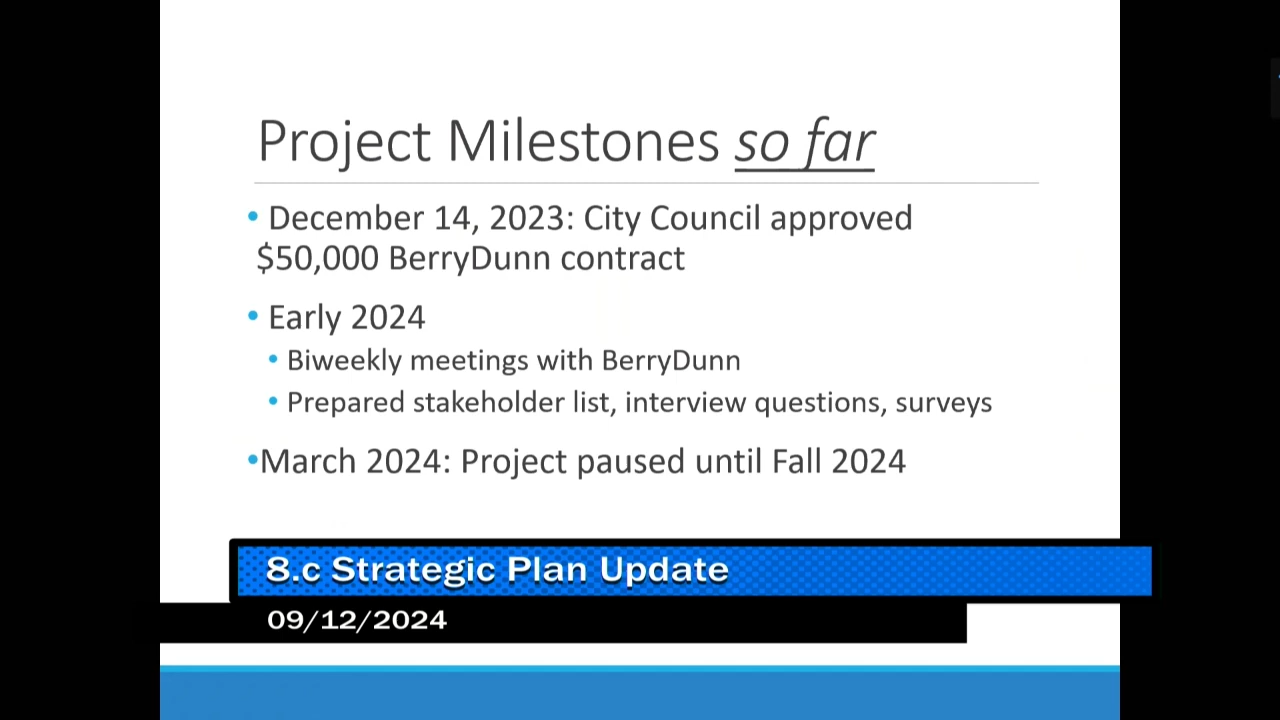 Project Milestones so far
• December 14, 2023: City Council approved
$50,000 BerryDunn contract
• Early 2024
• Biweekly meetings with BerryDunn
• Prepared stakeholder list, interview questions, surveys
•March 2024: Project paused until Fall 2024
8.c Strategic Plan Update
09/12/2024